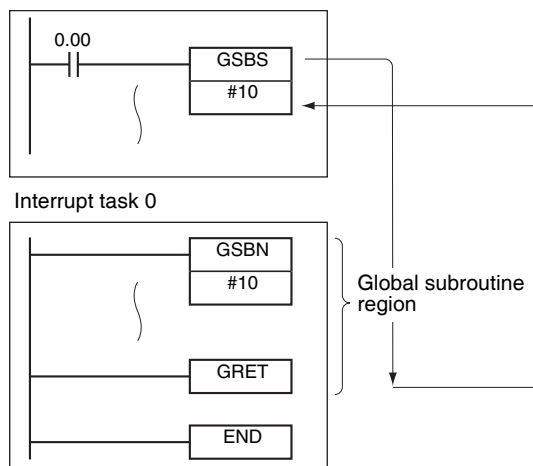 0.00
GSBS
#10
Interrupt task 0
GSBN
#10
Global subroutine
region
GRET
END